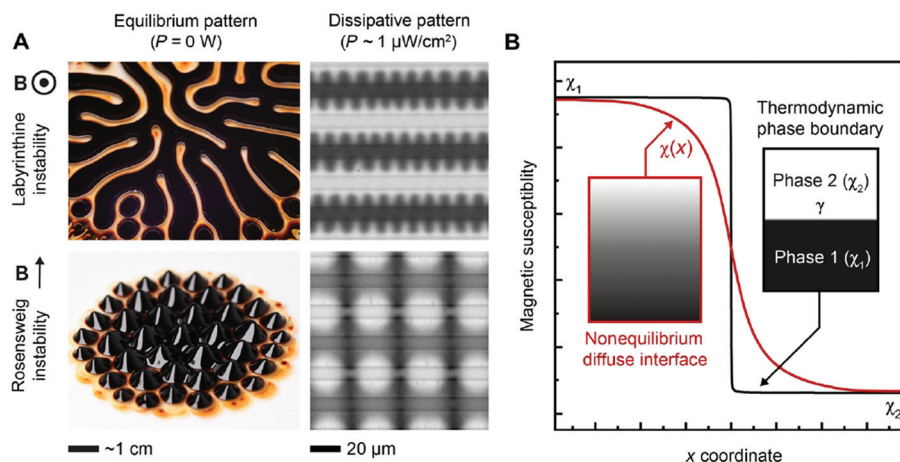 A
Equilibrium pattern
(P = 0 W)
Dissipative pattern
(P ~ 1 μW/cm²)
B
Labyrinthine
instability
B
Rosensweig
instability
~1 cm
20 μm
B
Magnetic susceptiblity
χ₁
χ(x)
Nonequilibrium
diffuse interface
Thermodynamic
phase boundary
Phase 2 (χ₂)
γ
Phase 1 (χ₁)
χ₂
x coordinate